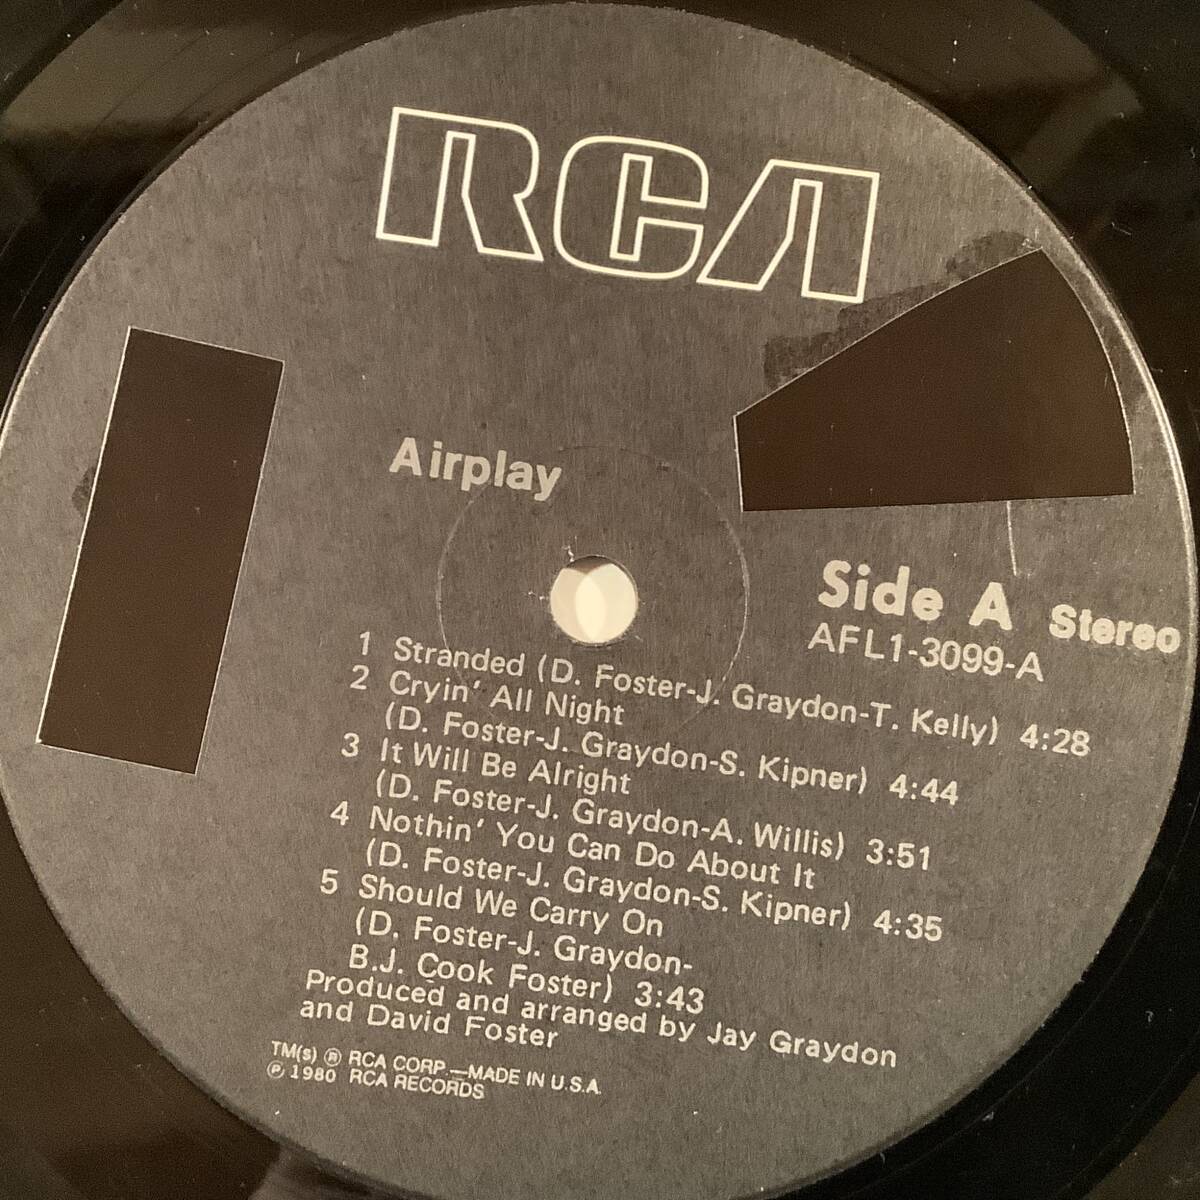 RCA
Airplay
Side A Stereo
AFL1-3099-A
1 Stranded (D. Foster-J. Graydon-T. Kelly) 4:28
2 Cryin' All Night
(D. Foster-J. Graydon-S. Kipner) 4:44
3 It Will Be Alright
(D. Foster-J. Graydon-A. Willis) 3:51
4 Nothin' You Can Do About It
(D. Foster-J. Graydon-S. Kipner) 4:35
5 Should We Carry On
(D. Foster-J. Graydon-
B.J. Cook Foster) 3:43
Produced and arranged by Jay Graydon
and David Foster
TM(s) ® RCA CORP.—MADE IN U.S.A.
℗ 1980 RCA RECORDS